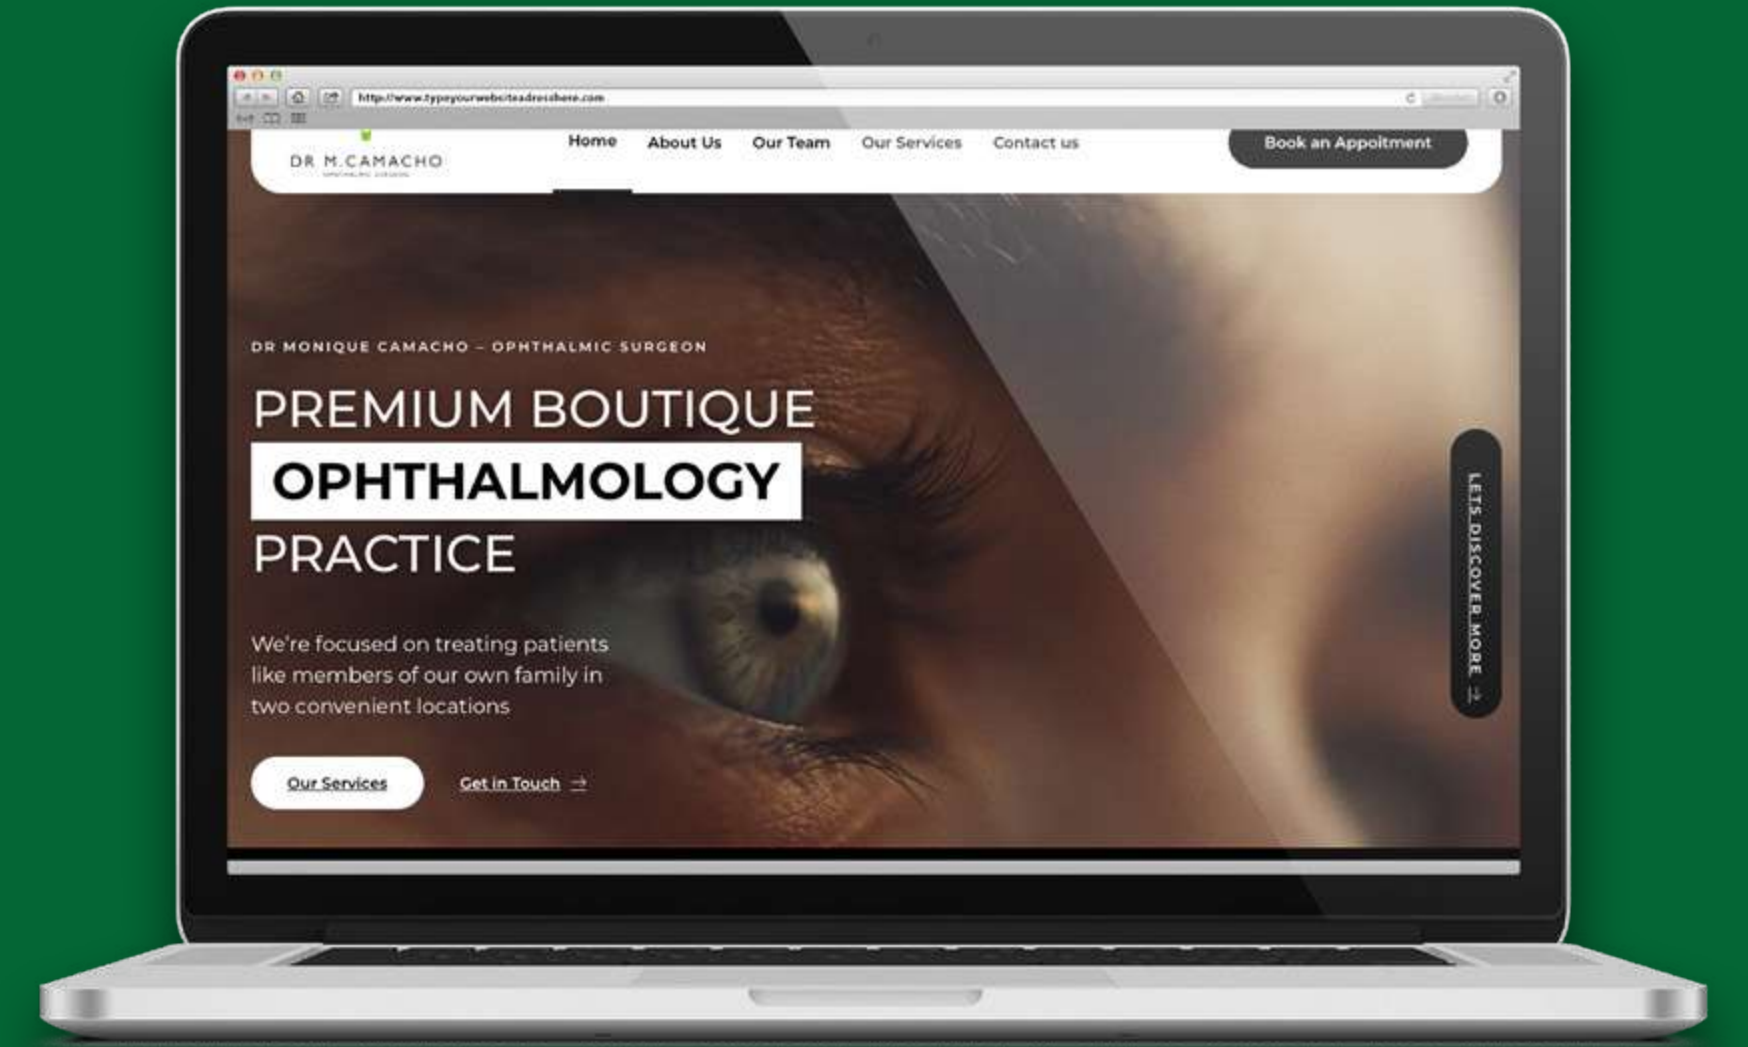 http://www.typeyourwebsiteadresshere.com
DR M.CAMACHO
Home
About Us
Our Team
Our Services
Contact us
Book an Appoitment
DR MONIQUE CAMACHO – OPHTHALMIC SURGEON
PREMIUM BOUTIQUE
OPHTHALMOLOGY
PRACTICE
We're focused on treating patients
like members of our own family in
two convenient locations
Our Services
Get in Touch →
LETS DISCOVER MORE →